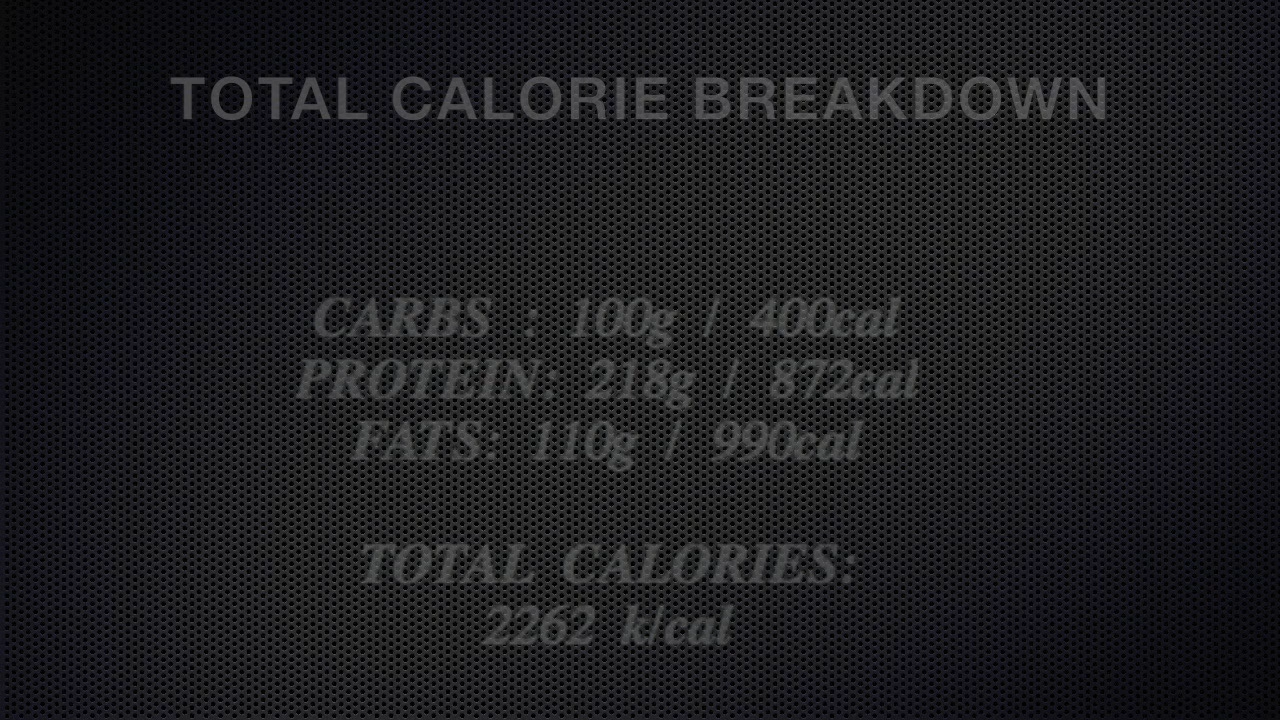 TOTAL CALORIE BREAKDOWN
CARBS : 100g / 400cal
PROTEIN: 218g / 872cal
FATS: 110g / 990cal
TOTAL CALORIES:
2262 k/cal